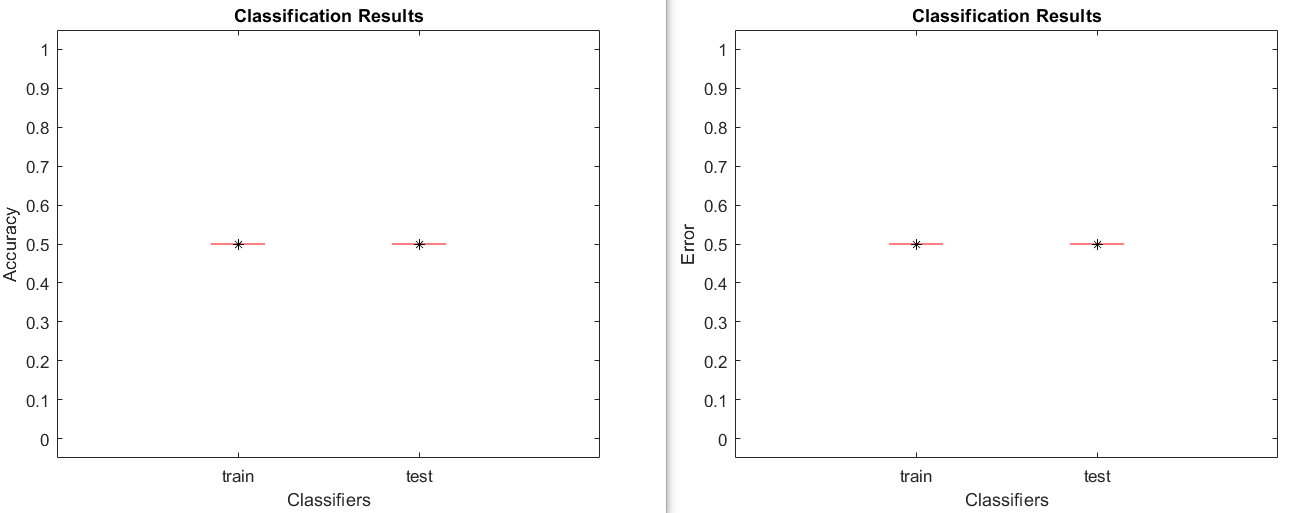 Classification Results
1
0.9
0.8
0.7
0.6
0.5
0.4
0.3
0.2
0.1
0
Accuracy
train test
Classifiers
Classification Results
1
0.9
0.8
0.7
0.6
0.5
0.4
0.3
0.2
0.1
0
Error
train test
Classifiers